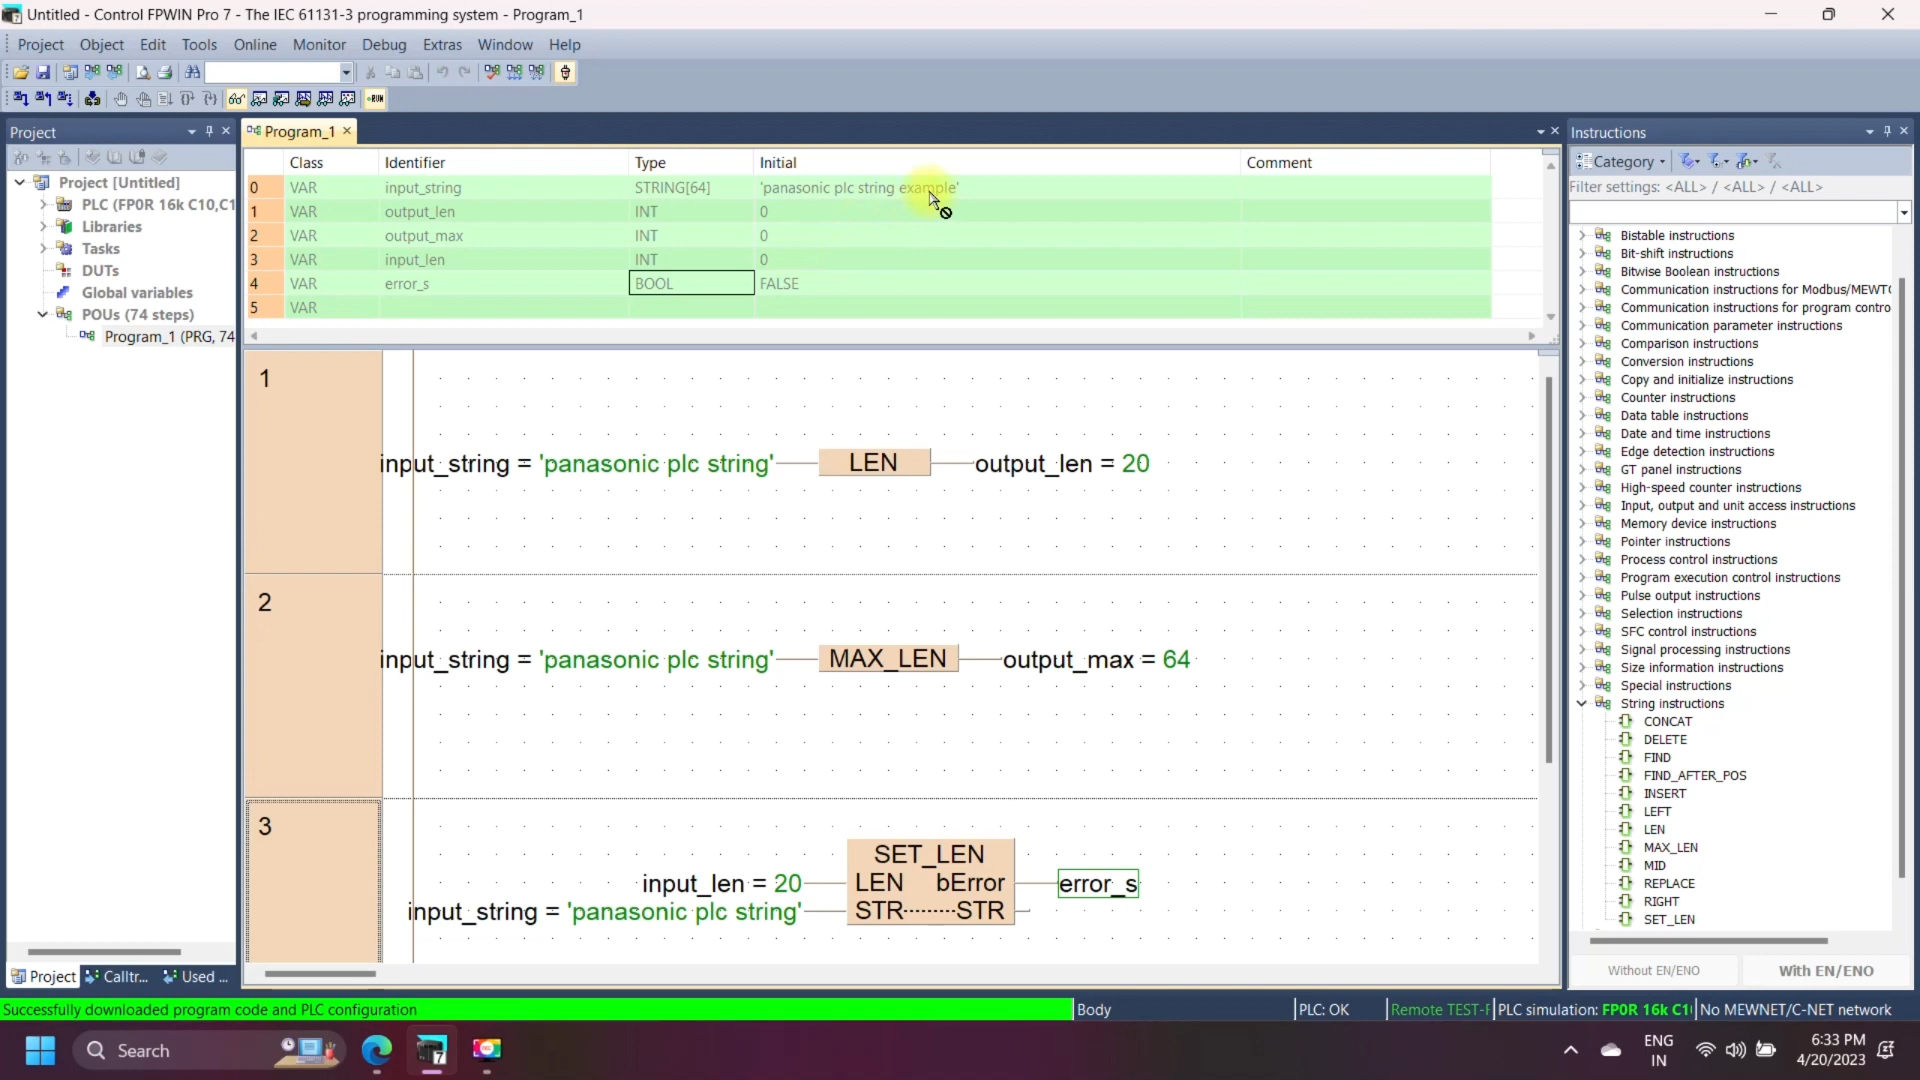 Untitled - Control FPWIN Pro 7 - The IEC 61131-3 programming system - Program_1
Project Object Edit Tools Online Monitor Debug Extras Window Help
Project
Project [Untitled]
PLC (FP0R 16k C10,C1
Libraries
Tasks
DUTs
Global variables
POUs (74 steps)
Program_1 (PRG, 74
Project Calltr... Used ...
Program_1
Class Identifier Type Initial Comment
0 VAR input_string STRING[64] 'panasonic plc string example'
1 VAR output_len INT 0
2 VAR output_max INT 0
3 VAR input_len INT 0
4 VAR error_s BOOL FALSE
5 VAR
1
input_string = 'panasonic plc string' LEN output_len = 20
2
input_string = 'panasonic plc string' MAX_LEN output_max = 64
3
SET_LEN
input_len = 20 LEN bError error_s
input_string = 'panasonic plc string' STR STR
Instructions
Category
Filter settings: <ALL> / <ALL> / <ALL>
Bistable instructions
Bit-shift instructions
Bitwise Boolean instructions
Communication instructions for Modbus/MEWT
Communication instructions for program contro
Communication parameter instructions
Comparison instructions
Conversion instructions
Copy and initialize instructions
Counter instructions
Data table instructions
Date and time instructions
Edge detection instructions
GT panel instructions
High-speed counter instructions
Input, output and unit access instructions
Memory device instructions
Pointer instructions
Process control instructions
Program execution control instructions
Pulse output instructions
Selection instructions
SFC control instructions
Signal processing instructions
Size information instructions
Special instructions
String instructions
CONCAT
DELETE
FIND
FIND_AFTER_POS
INSERT
LEFT
LEN
MAX_LEN
MID
REPLACE
RIGHT
SET_LEN
Without EN/ENO With EN/ENO
Successfully downloaded program code and PLC configuration Body PLC: OK Remote TEST-F PLC simulation: FP0R 16k C1 No MEWNET/C-NET network
Search
ENG
IN
6:33 PM
4/20/2023